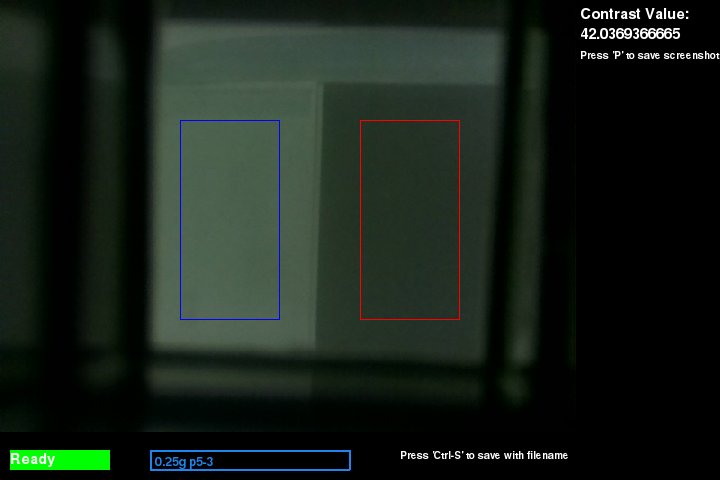 Contrast Value:
42.0369366665
Press 'P' to save screenshot
Ready
0.25g p5-3
Press 'Ctrl-S' to save with filename